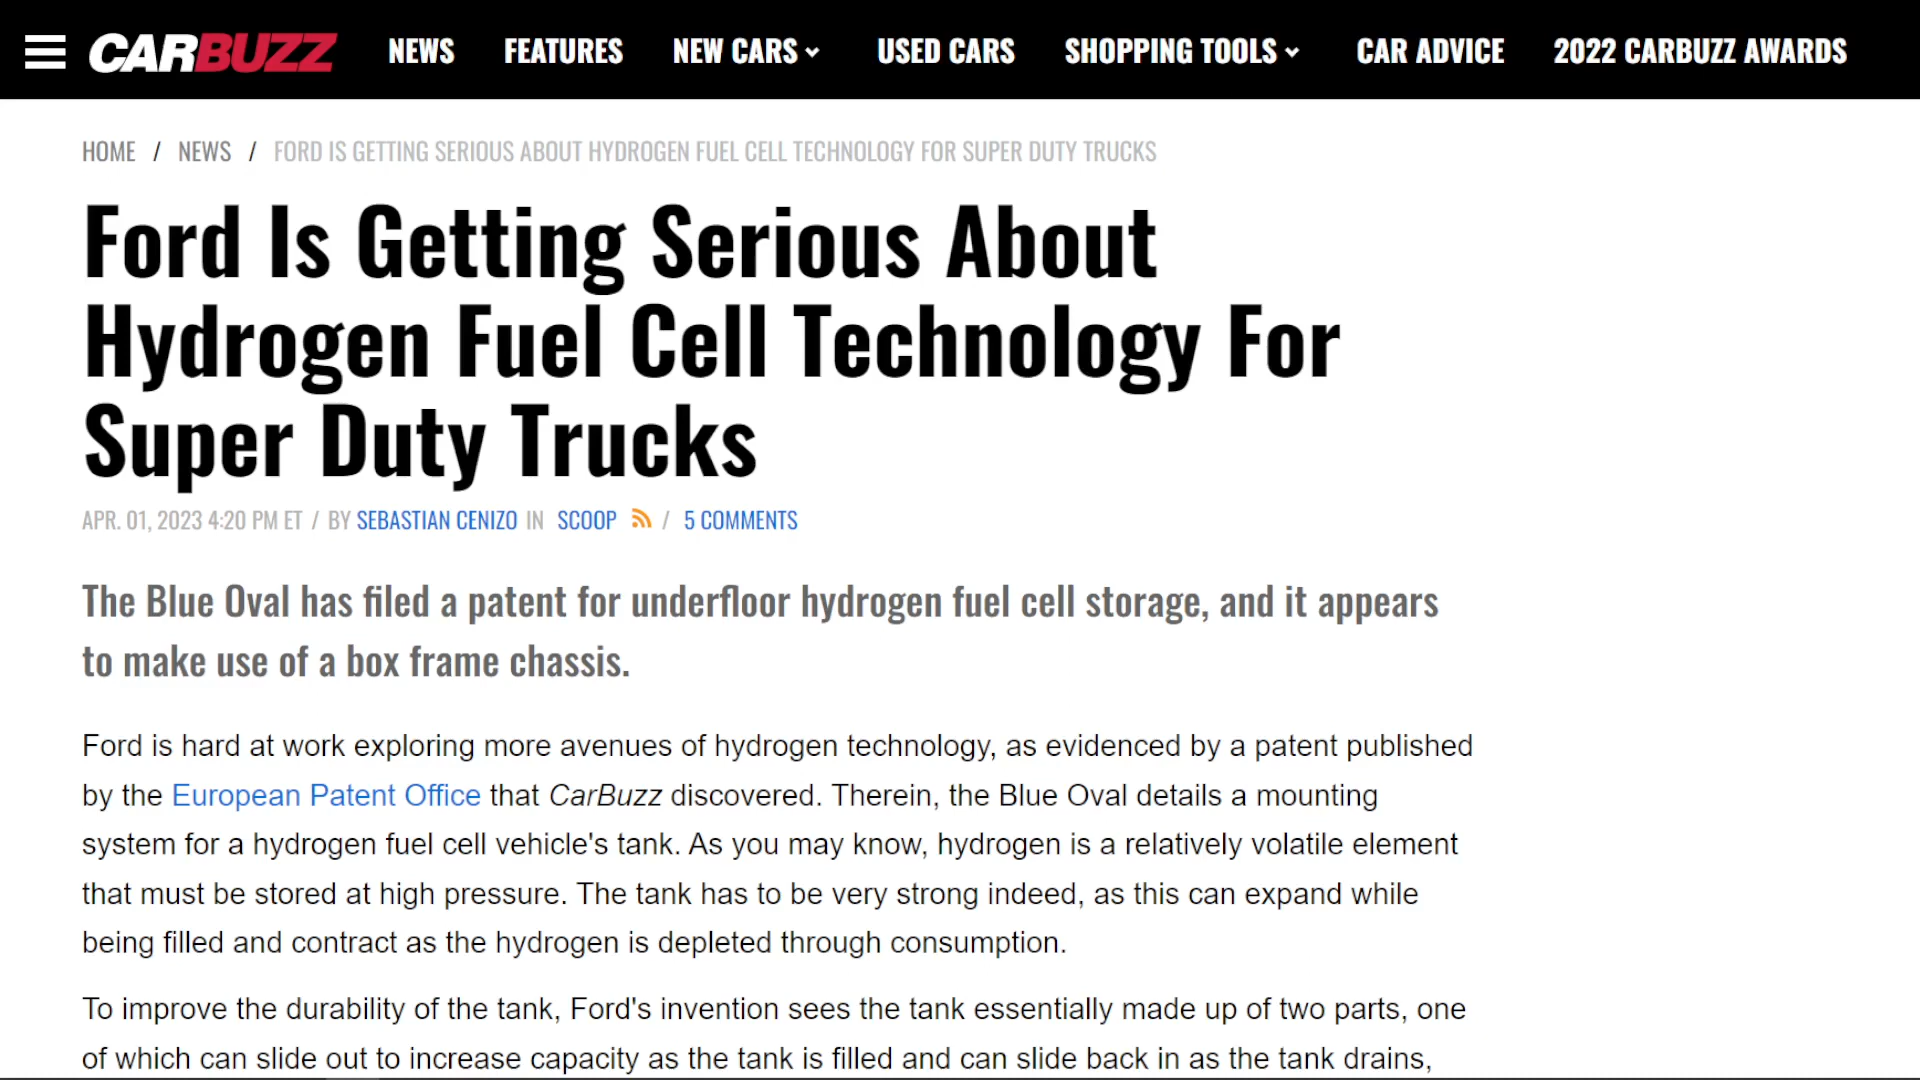 CARBUZZ NEWS FEATURES NEW CARS USED CARS SHOPPING TOOLS CAR ADVICE 2022 CARBUZZ AWARDS
HOME / NEWS / FORD IS GETTING SERIOUS ABOUT HYDROGEN FUEL CELL TECHNOLOGY FOR SUPER DUTY TRUCKS
Ford Is Getting Serious About
Hydrogen Fuel Cell Technology For
Super Duty Trucks
APR. 01, 2023 4:20 PM ET / BY SEBASTIAN CENIZO IN SCOOP / 5 COMMENTS
The Blue Oval has filed a patent for underfloor hydrogen fuel cell storage, and it appears
to make use of a box frame chassis.
Ford is hard at work exploring more avenues of hydrogen technology, as evidenced by a patent published
by the European Patent Office that CarBuzz discovered. Therein, the Blue Oval details a mounting
system for a hydrogen fuel cell vehicle's tank. As you may know, hydrogen is a relatively volatile element
that must be stored at high pressure. The tank has to be very strong indeed, as this can expand while
being filled and contract as the hydrogen is depleted through consumption.
To improve the durability of the tank, Ford's invention sees the tank essentially made up of two parts, one
of which can slide out to increase capacity as the tank is filled and can slide back in as the tank drains,